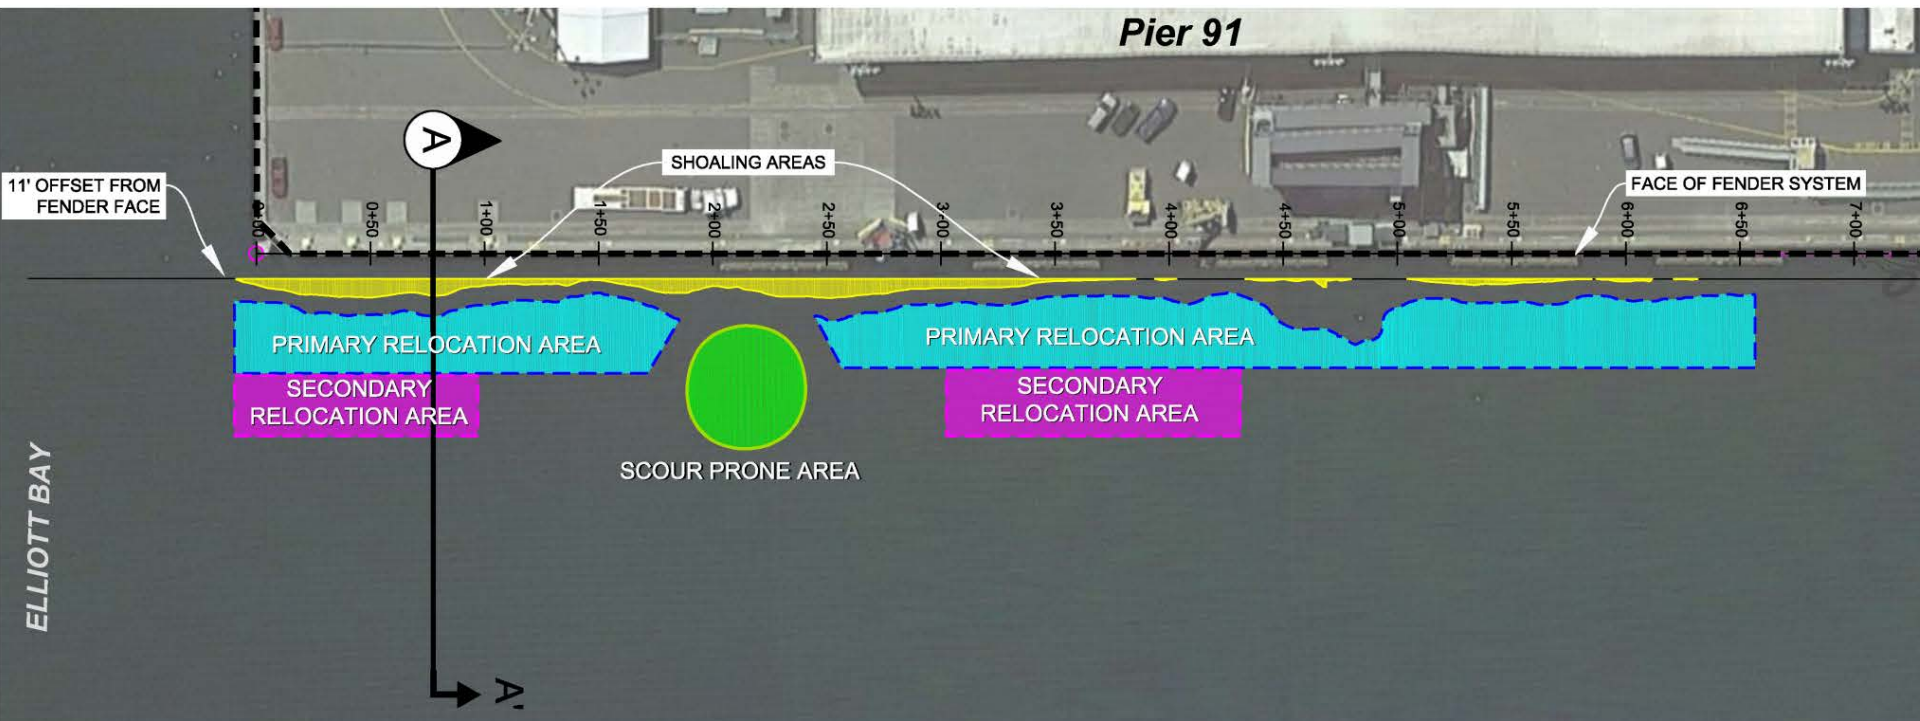 Pier 91
A
SHOALING AREAS
11' OFFSET FROM
FENDER FACE
FACE OF FENDER SYSTEM
0+00
0+50
1+00
1+50
2+00
2+50
3+00
3+50
4+00
4+50
5+00
5+50
6+00
6+50
7+00
PRIMARY RELOCATION AREA
PRIMARY RELOCATION AREA
SECONDARY
RELOCATION AREA
SECONDARY
RELOCATION AREA
SCOUR PRONE AREA
ELLIOTT BAY
A'